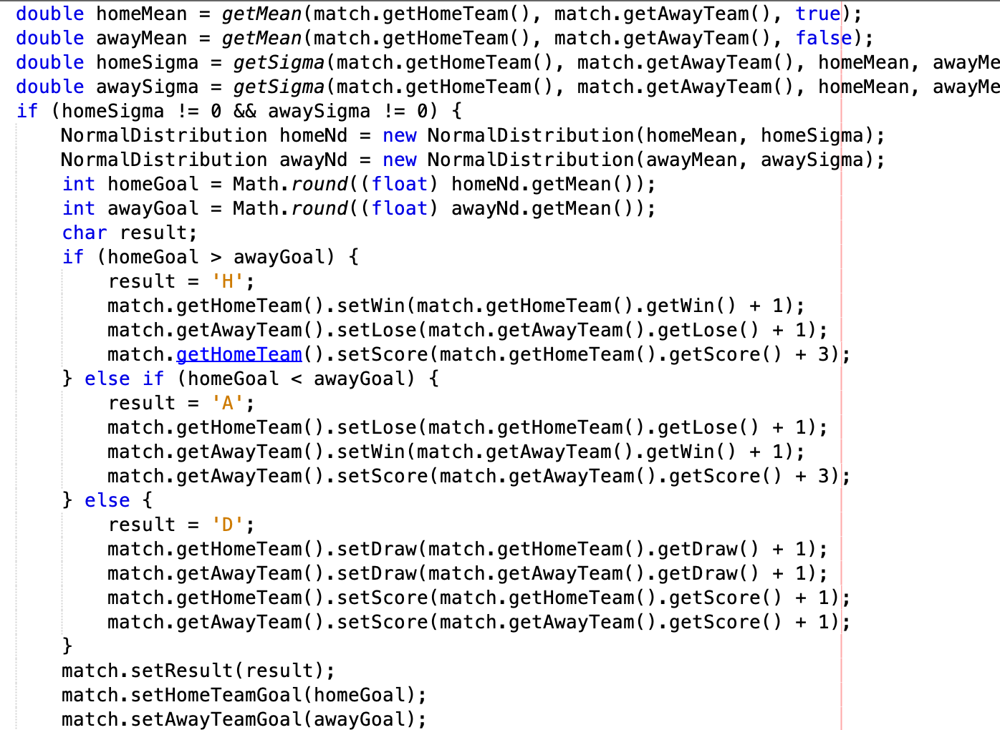 double homeMean = getMean(match.getHomeTeam(), match.getAwayTeam(), true);
double awayMean = getMean(match.getHomeTeam(), match.getAwayTeam(), false);
double homeSigma = getSigma(match.getHomeTeam(), match.getAwayTeam(), homeMean, awayMe
double awaySigma = getSigma(match.getHomeTeam(), match.getAwayTeam(), homeMean, awayMe
if (homeSigma != 0 && awaySigma != 0) {
    NormalDistribution homeNd = new NormalDistribution(homeMean, homeSigma);
    NormalDistribution awayNd = new NormalDistribution(awayMean, awaySigma);
    int homeGoal = Math.round((float) homeNd.getMean());
    int awayGoal = Math.round((float) awayNd.getMean());
    char result;
    if (homeGoal > awayGoal) {
        result = 'H';
        match.getHomeTeam().setWin(match.getHomeTeam().getWin() + 1);
        match.getAwayTeam().setLose(match.getAwayTeam().getLose() + 1);
        match.getHomeTeam().setScore(match.getHomeTeam().getScore() + 3);
    } else if (homeGoal < awayGoal) {
        result = 'A';
        match.getHomeTeam().setLose(match.getHomeTeam().getLose() + 1);
        match.getAwayTeam().setWin(match.getAwayTeam().getWin() + 1);
        match.getAwayTeam().setScore(match.getAwayTeam().getScore() + 3);
    } else {
        result = 'D';
        match.getHomeTeam().setDraw(match.getHomeTeam().getDraw() + 1);
        match.getAwayTeam().setDraw(match.getAwayTeam().getDraw() + 1);
        match.getHomeTeam().setScore(match.getHomeTeam().getScore() + 1);
        match.getAwayTeam().setScore(match.getAwayTeam().getScore() + 1);
    }
    match.setResult(result);
    match.setHomeTeamGoal(homeGoal);
    match.setAwayTeamGoal(awayGoal);